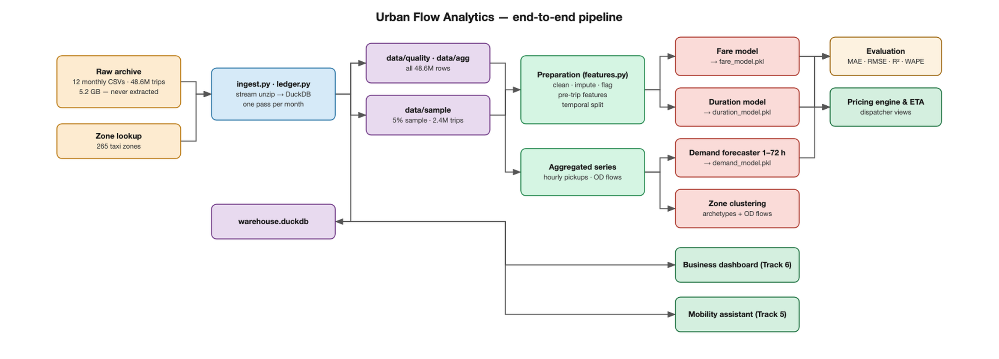 Urban Flow Analytics — end-to-end pipeline
Raw archive
12 monthly CSVs · 48.6M trips
5.2 GB — never extracted
Zone lookup
265 taxi zones
ingest.py · ledger.py
stream unzip → DuckDB
one pass per month
warehouse.duckdb
data/quality · data/agg
all 48.6M rows
data/sample
5% sample · 2.4M trips
Preparation (features.py)
clean · impute · flag
pre-trip features
temporal split
Aggregated series
hourly pickups · OD flows
Fare model
→ fare_model.pkl
Duration model
→ duration_model.pkl
Demand forecaster 1–72 h
→ demand_model.pkl
Zone clustering
archetypes + OD flows
Business dashboard (Track 6)
Mobility assistant (Track 5)
Evaluation
MAE · RMSE · R² · WAPE
Pricing engine & ETA
dispatcher views